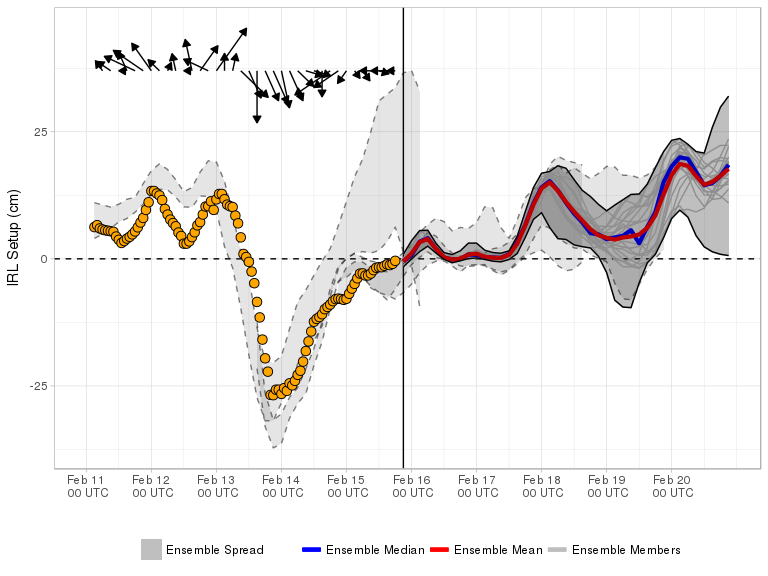 IRL Setup (cm)
25
0
-25
Feb 11 Feb 12 Feb 13 Feb 14 Feb 15 Feb 16 Feb 17 Feb 18 Feb 19 Feb 20
00 UTC 00 UTC 00 UTC 00 UTC 00 UTC 00 UTC 00 UTC 00 UTC 00 UTC 00 UTC
Ensemble Spread Ensemble Median Ensemble Mean Ensemble Members